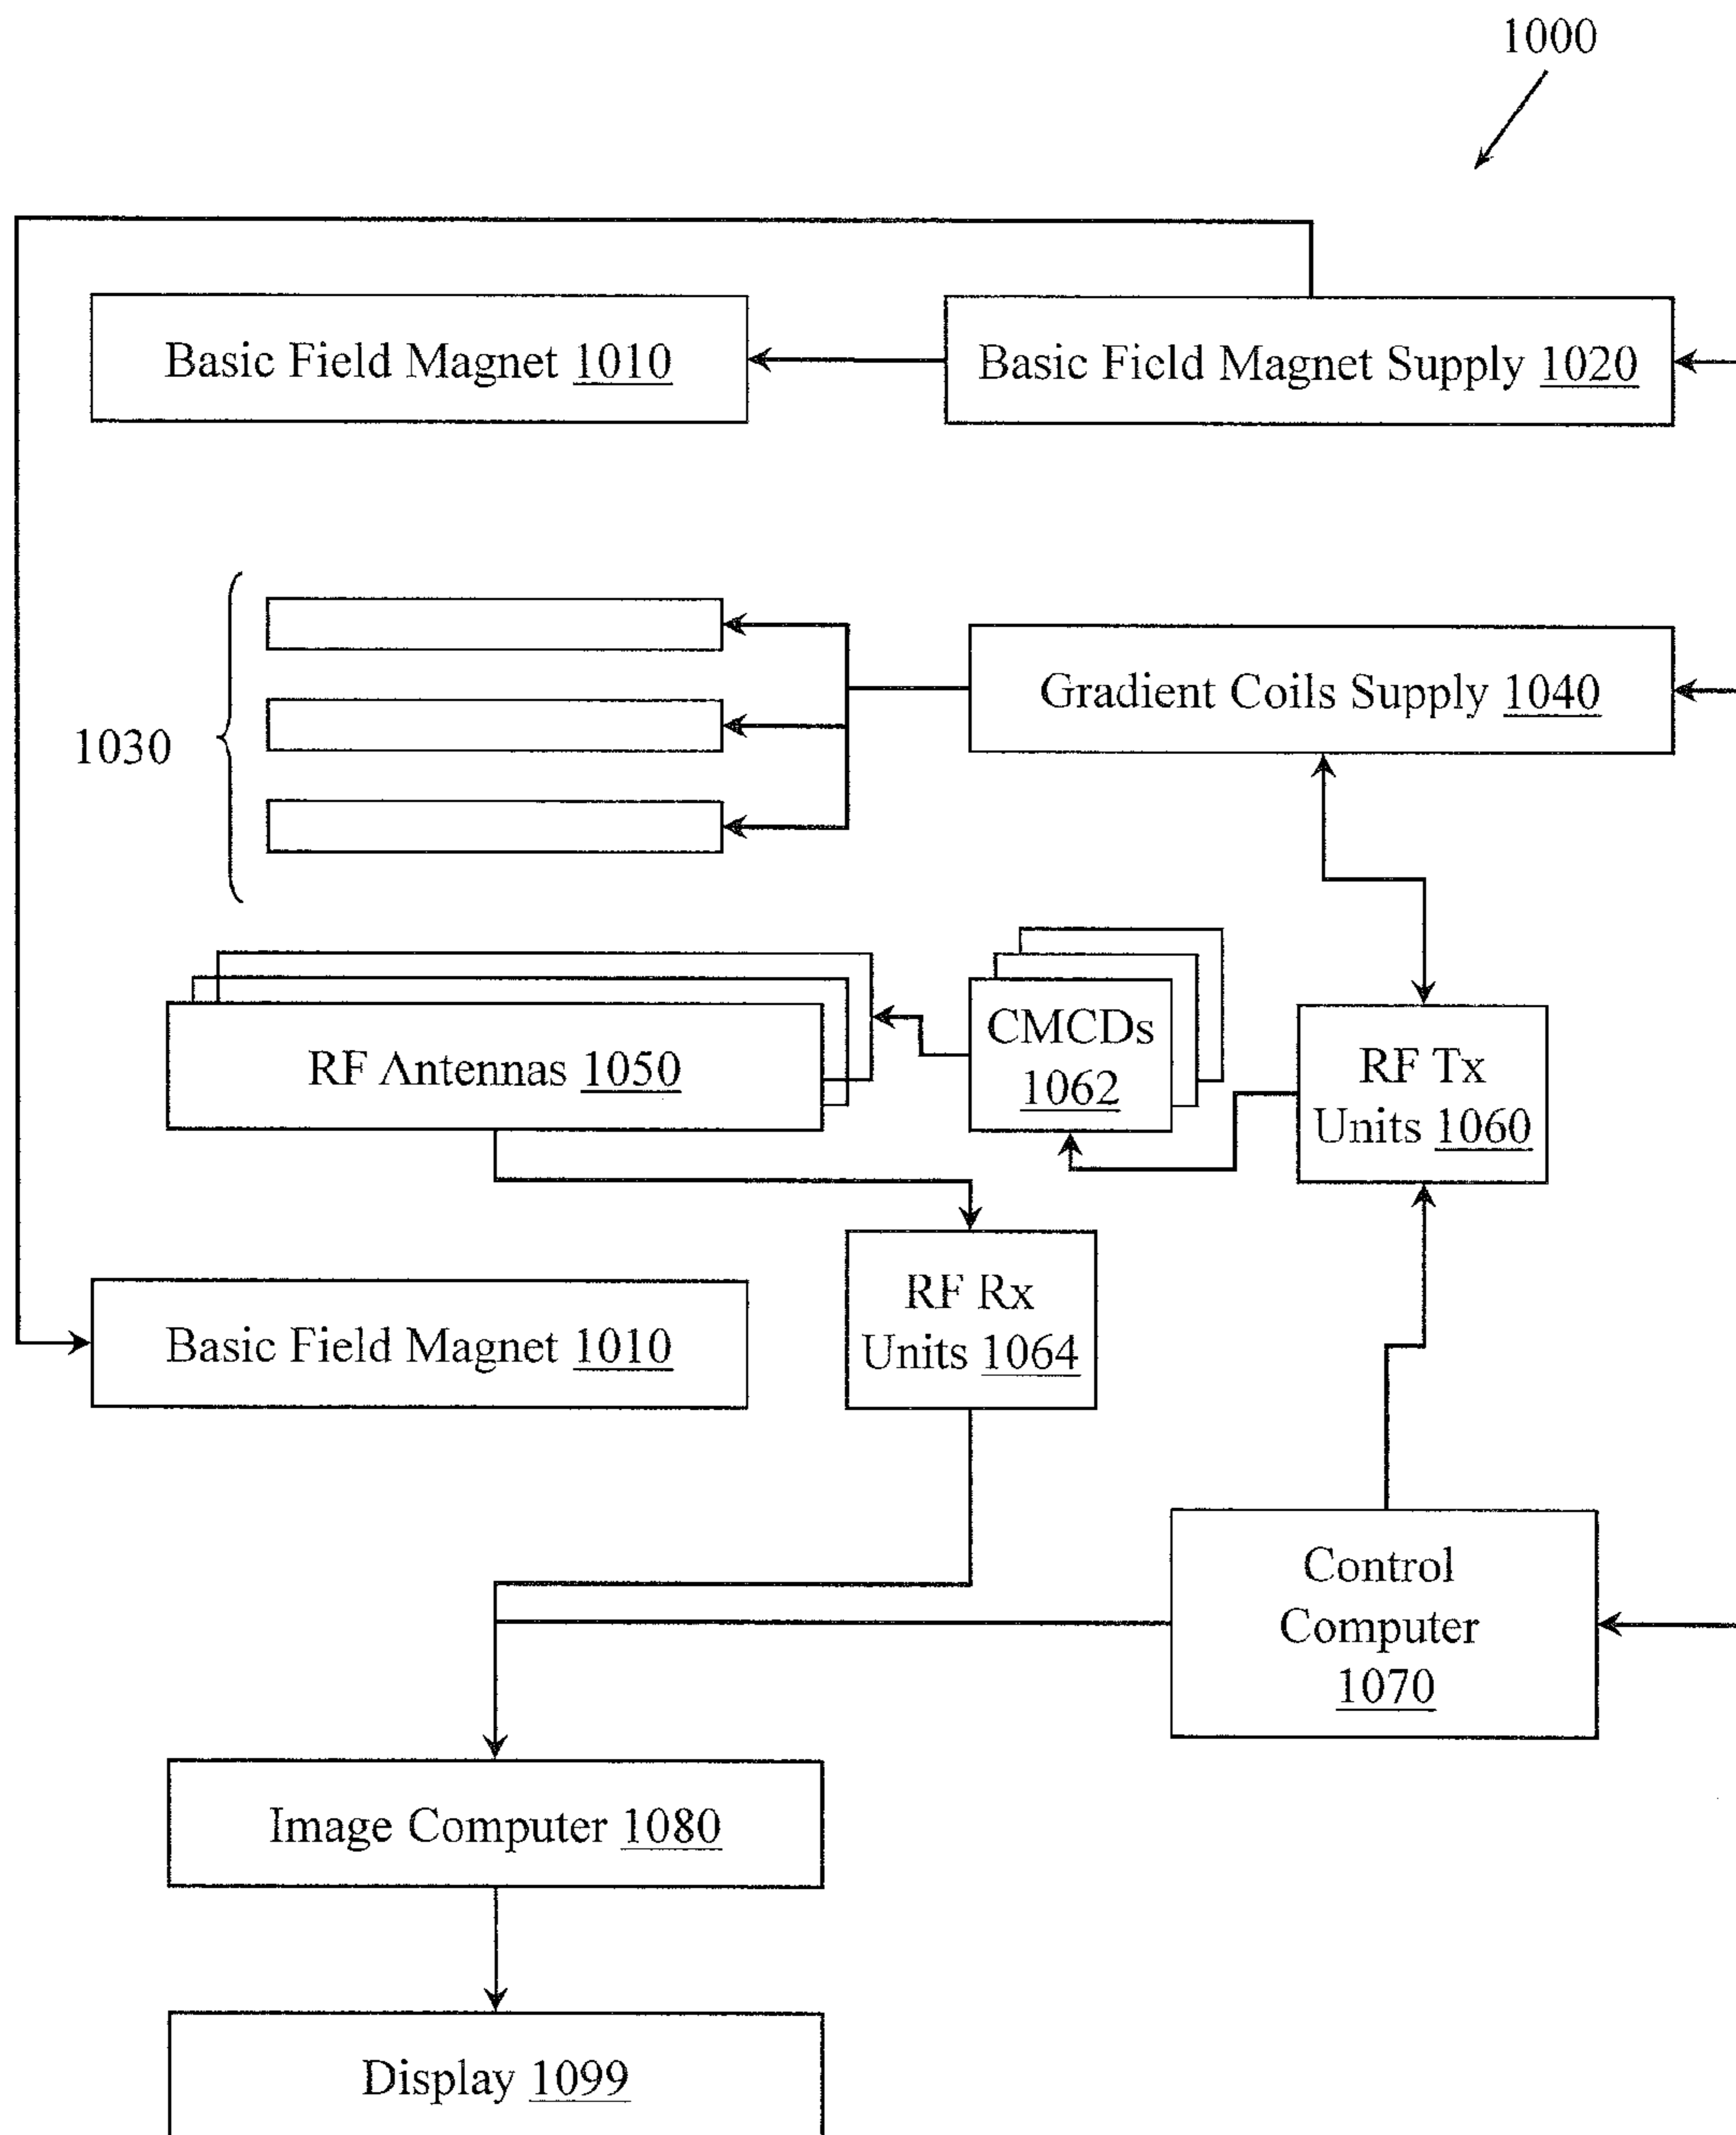 1000
Basic Field Magnet 1010
Basic Field Magnet Supply 1020
Gradient Coils Supply 1040
1030
CMCDs
1062
RF Antennas 1050
RF Tx
Units 1060
RF Rx
Units 1064
Basic Field Magnet 1010
Control
Computer
1070
Image Computer 1080
Display 1099